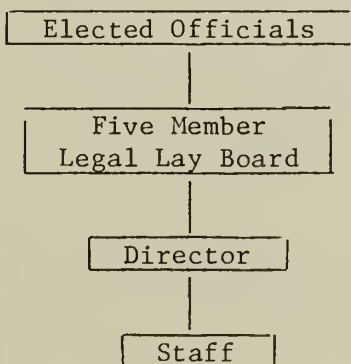 Elected Officials
Five Member
Legal Lay Board
Director
Staff